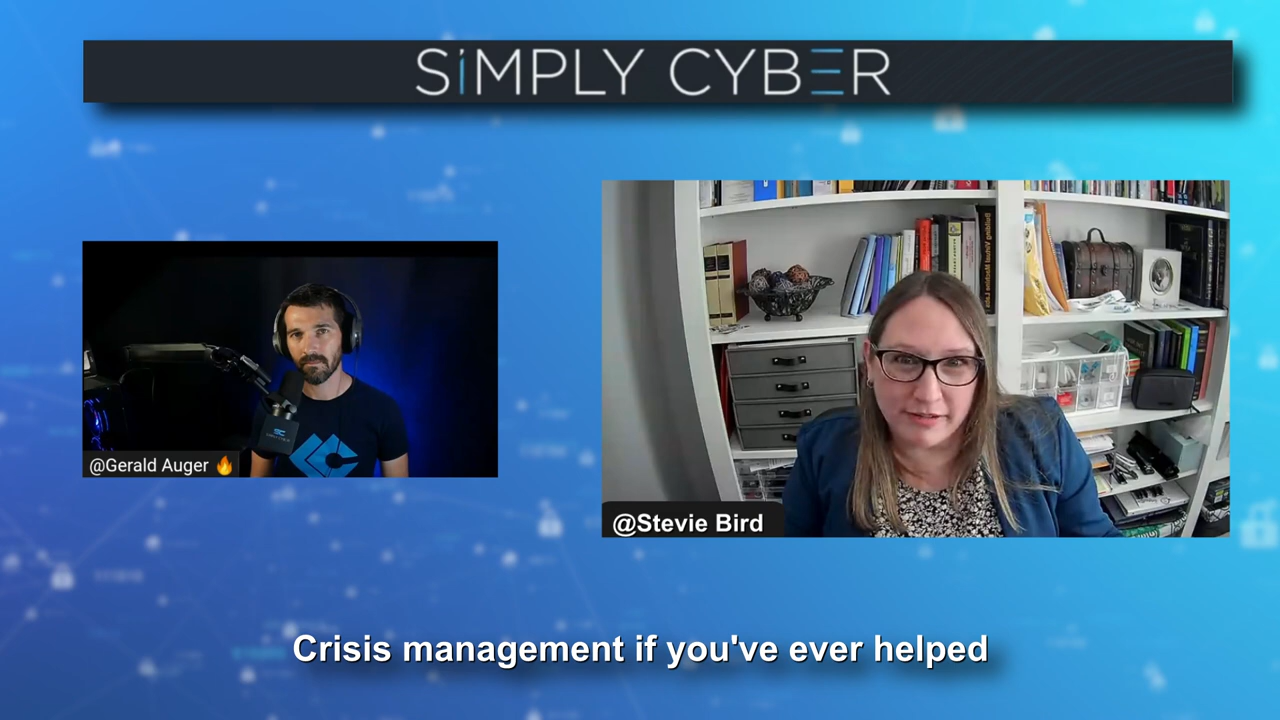 SiMPLY CYBER
@Gerald Auger 🔥
Building Virtual Machine Labs
@Stevie Bird
Crisis management if you've ever helped